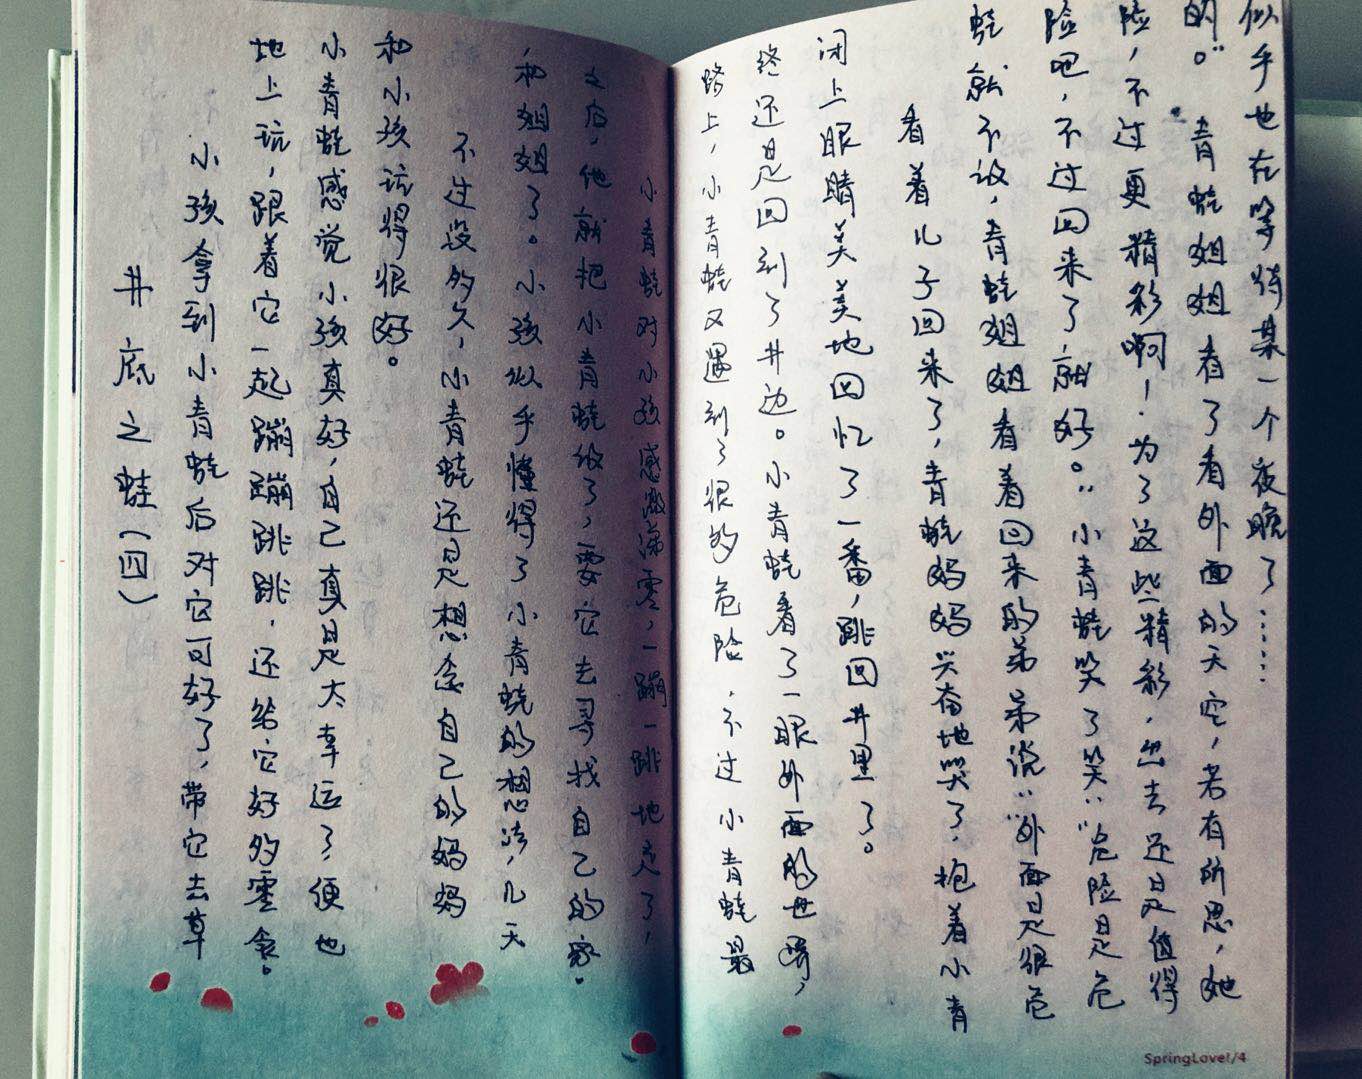 井底之蛙(四)
小孩拿到小青蛙后对它可好了,带它去草
地上玩,跟着它一起蹦蹦跳跳,还给它好多零食。
小青蛙感觉小孩真好,自己真是太幸运了,便也
和小孩玩得很好。
不过没多久,小青蛙还是想念自己的妈妈
和姐姐了。小孩似乎懂得了小青蛙的想法,几天
之后,他就把小青蛙放了,要它去寻找自己的家。
小青蛙对小孩感激涕零,一蹦一跳地走了,
路上,小青蛙又遇到了很多危险,不过小青蛙最
终还是回到了井边。小青蛙看了一眼外面的世界,
闭上眼睛美美地回忆了一番,跳回井里了。
看着儿子回来了,青蛙妈妈兴奋地笑了,抱着小青
蛙就不放,青蛙姐姐看着回来的弟弟说:"外面是很危
险吧,不过回来了就好。"小青蛙笑了笑:"危险是危
险,不过更精彩啊!为了这些精彩,出去还是值得
的。"青蛙姐姐看了看外面的天空,若有所思,她
似乎也在等待某一个夜晚了……
SpringLove!/4